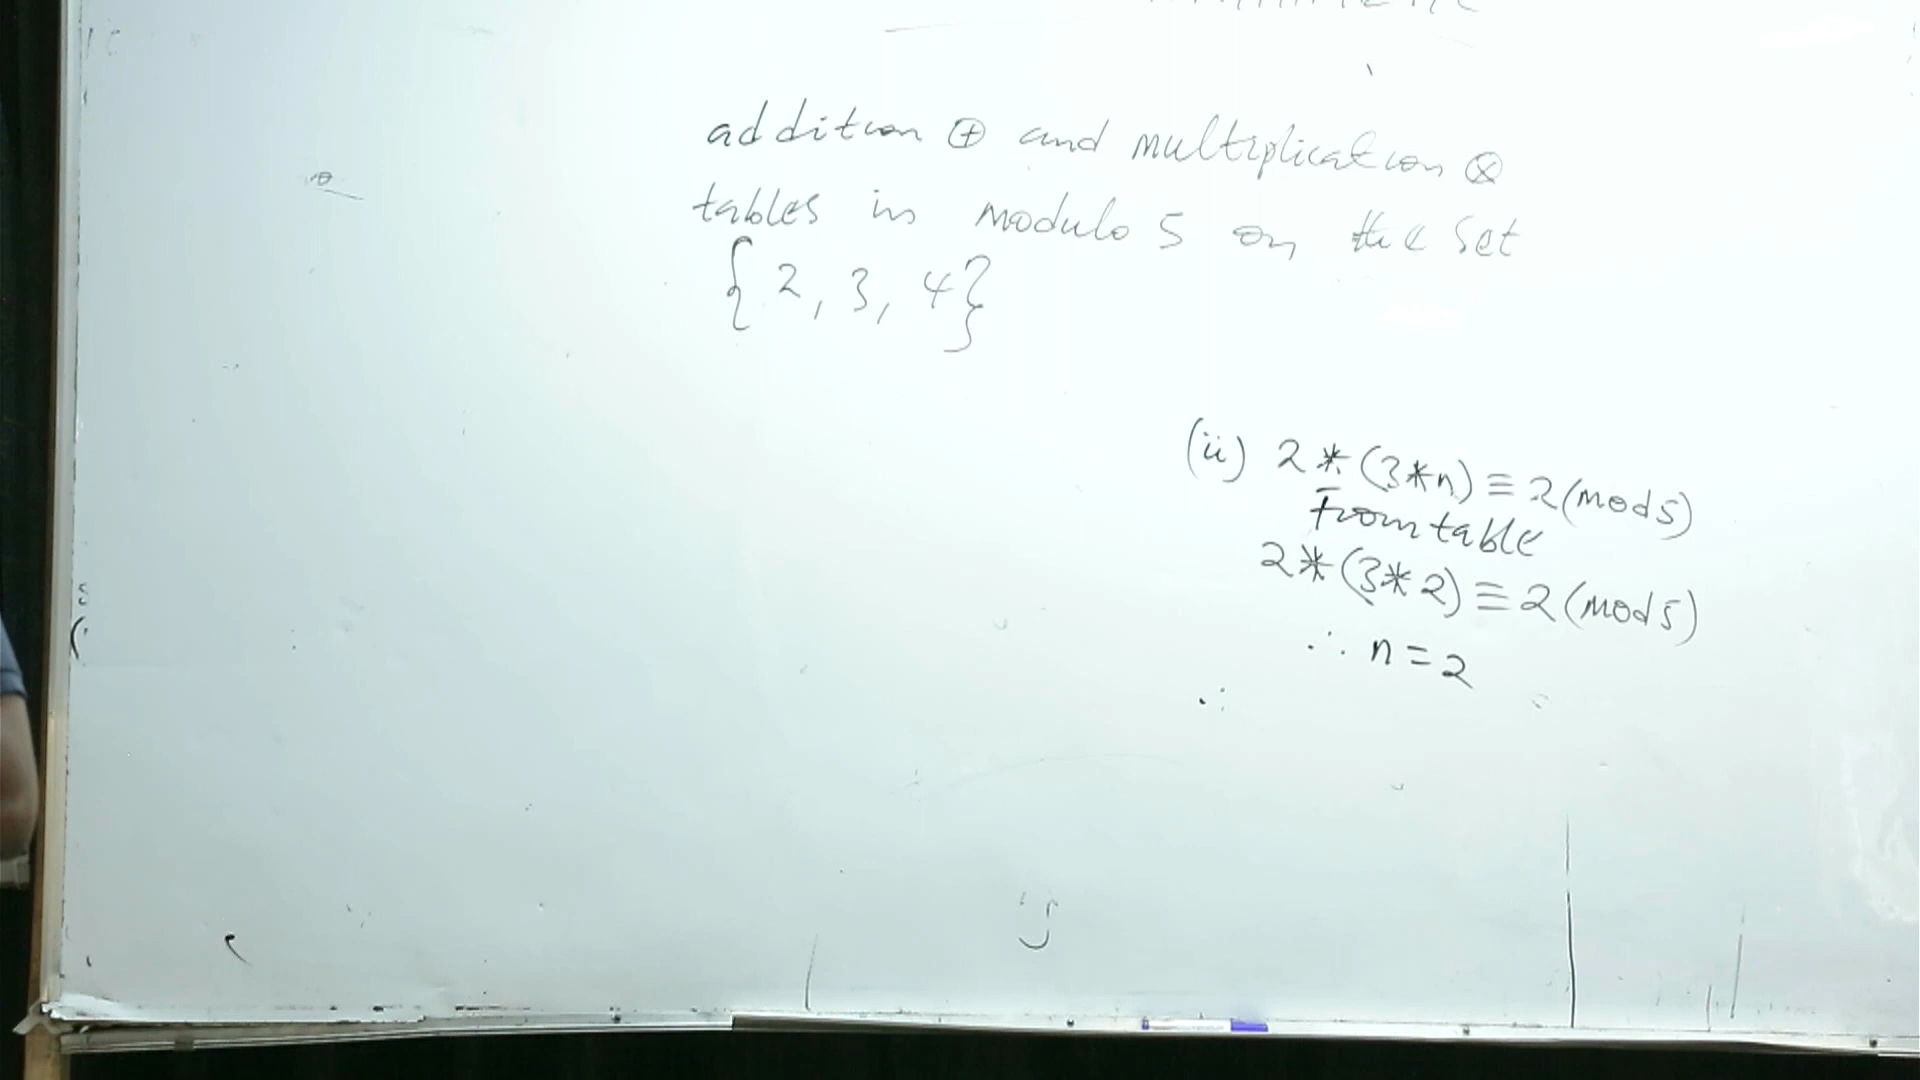 addition ⊕ and multiplication ⊗
tables in modulo 5 on the set
{2, 3, 4}
(ii) 2 * (3 * n) ≡ 2 (mod 5)
From table
2 * (3 * 2) ≡ 2 (mod 5)
∴ n = 2